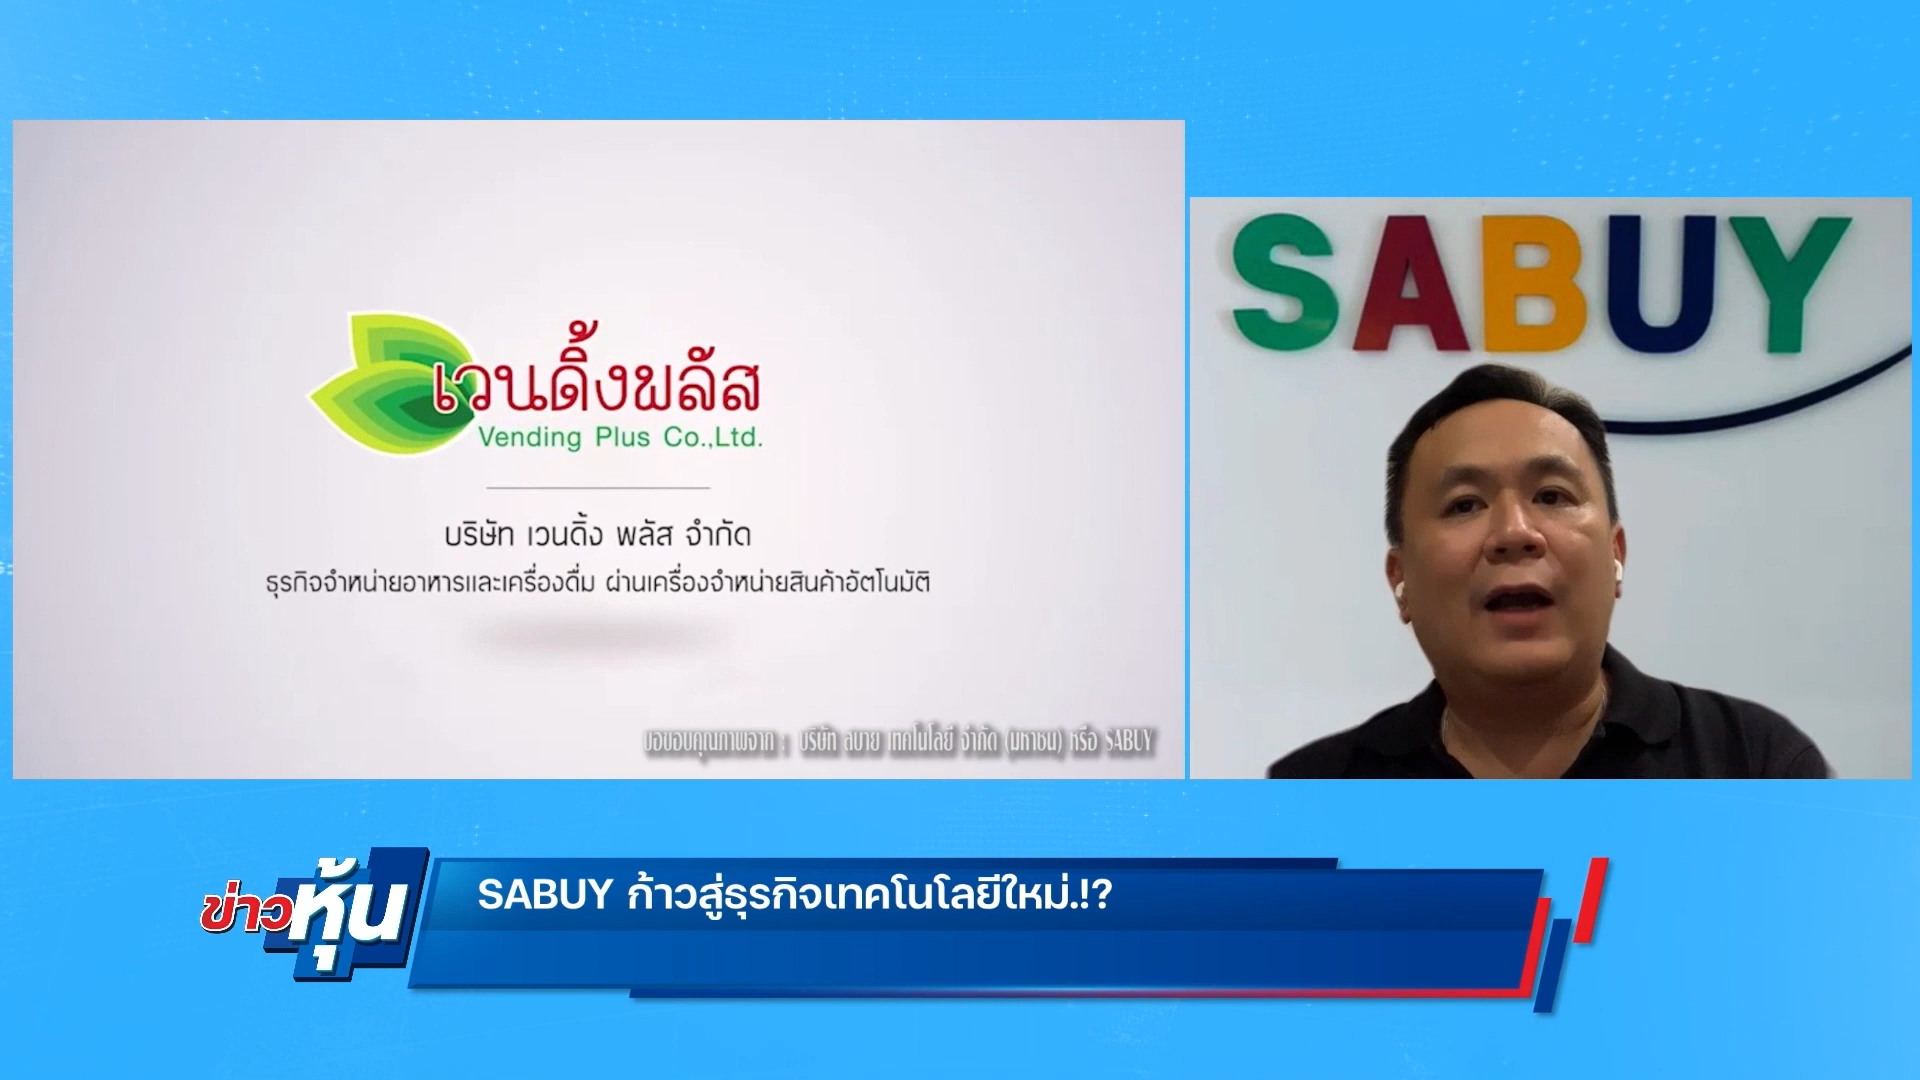 เวนดิ้งพลัส
Vending Plus Co.,Ltd.
บริษัท เวนดิ้ง พลัส จำกัด
ธุรกิจจำหน่ายอาหารและเครื่องดื่ม ผ่านเครื่องจำหน่ายสินค้าอัตโนมัติ
ขอขอบคุณภาพจาก : บริษัท สบาย เทคโนโลยี จำกัด (มหาชน) หรือ SABUY
SABUY
ข่าวหุ้น
SABUY ก้าวสู่ธุรกิจเทคโนโลยีใหม่.!?